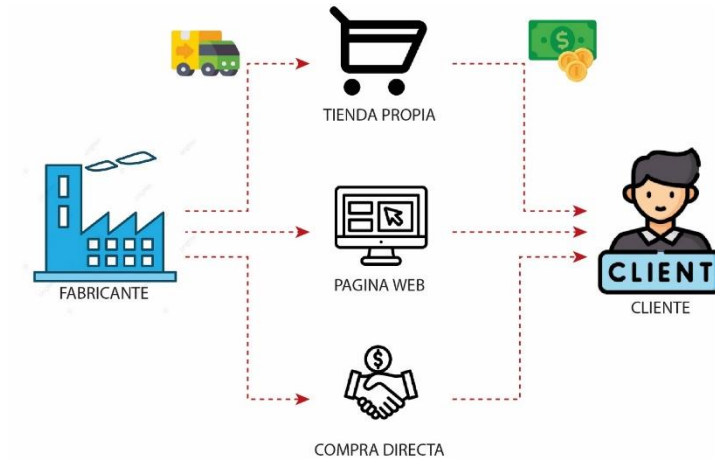 TIENDA PROPIA
FABRICANTE
PAGINA WEB
CLIENT
CLIENTE
COMPRA DIRECTA